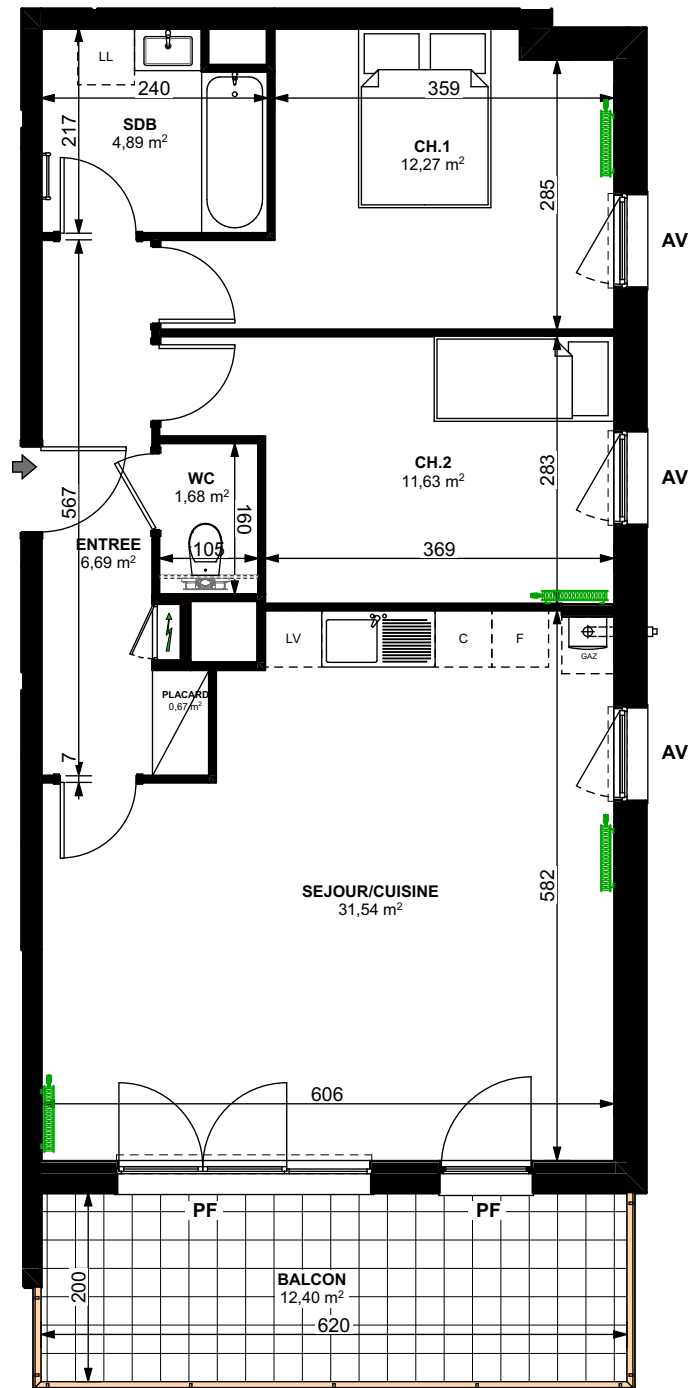 LL
240
359
217
SDB
4,89 m²
CH.1
12,27 m²
285
AV
CH.2
11,63 m²
283
AV
WC
1,68 m²
160
105
369
567
ENTREE
6,69 m²
LV
C
F
GAZ
PLACARD
0,67 m²
7
AV
SEJOUR/CUISINE
31,54 m²
582
606
PF
PF
BALCON
12,40 m²
200
620